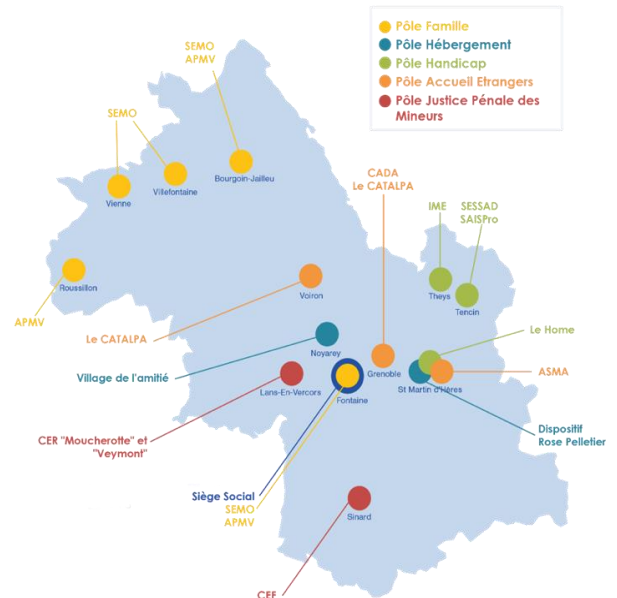 Pôle Famille
Pôle Hébergement
Pôle Handicap
Pôle Accueil Etrangers
Pôle Justice Pénale des
Mineurs
SEMO
APMV
SEMO
Bourgoin-Jailleu
Villefontaine
Vienne
CADA
Le CATALPA
IME
SESSAD
SAISPro
Roussillon
Voiron
Theys
Tencin
APMV
Le CATALPA
Le Home
Noyarey
Village de l'amitié
Grenoble
ASMA
Lans-En-Vercors
St Martin d'Hères
Fontaine
CER "Moucherotte" et
"Veymont"
Dispositif
Rose Pelletier
Siège Social
SEMO
APMV
Sinard
CEF